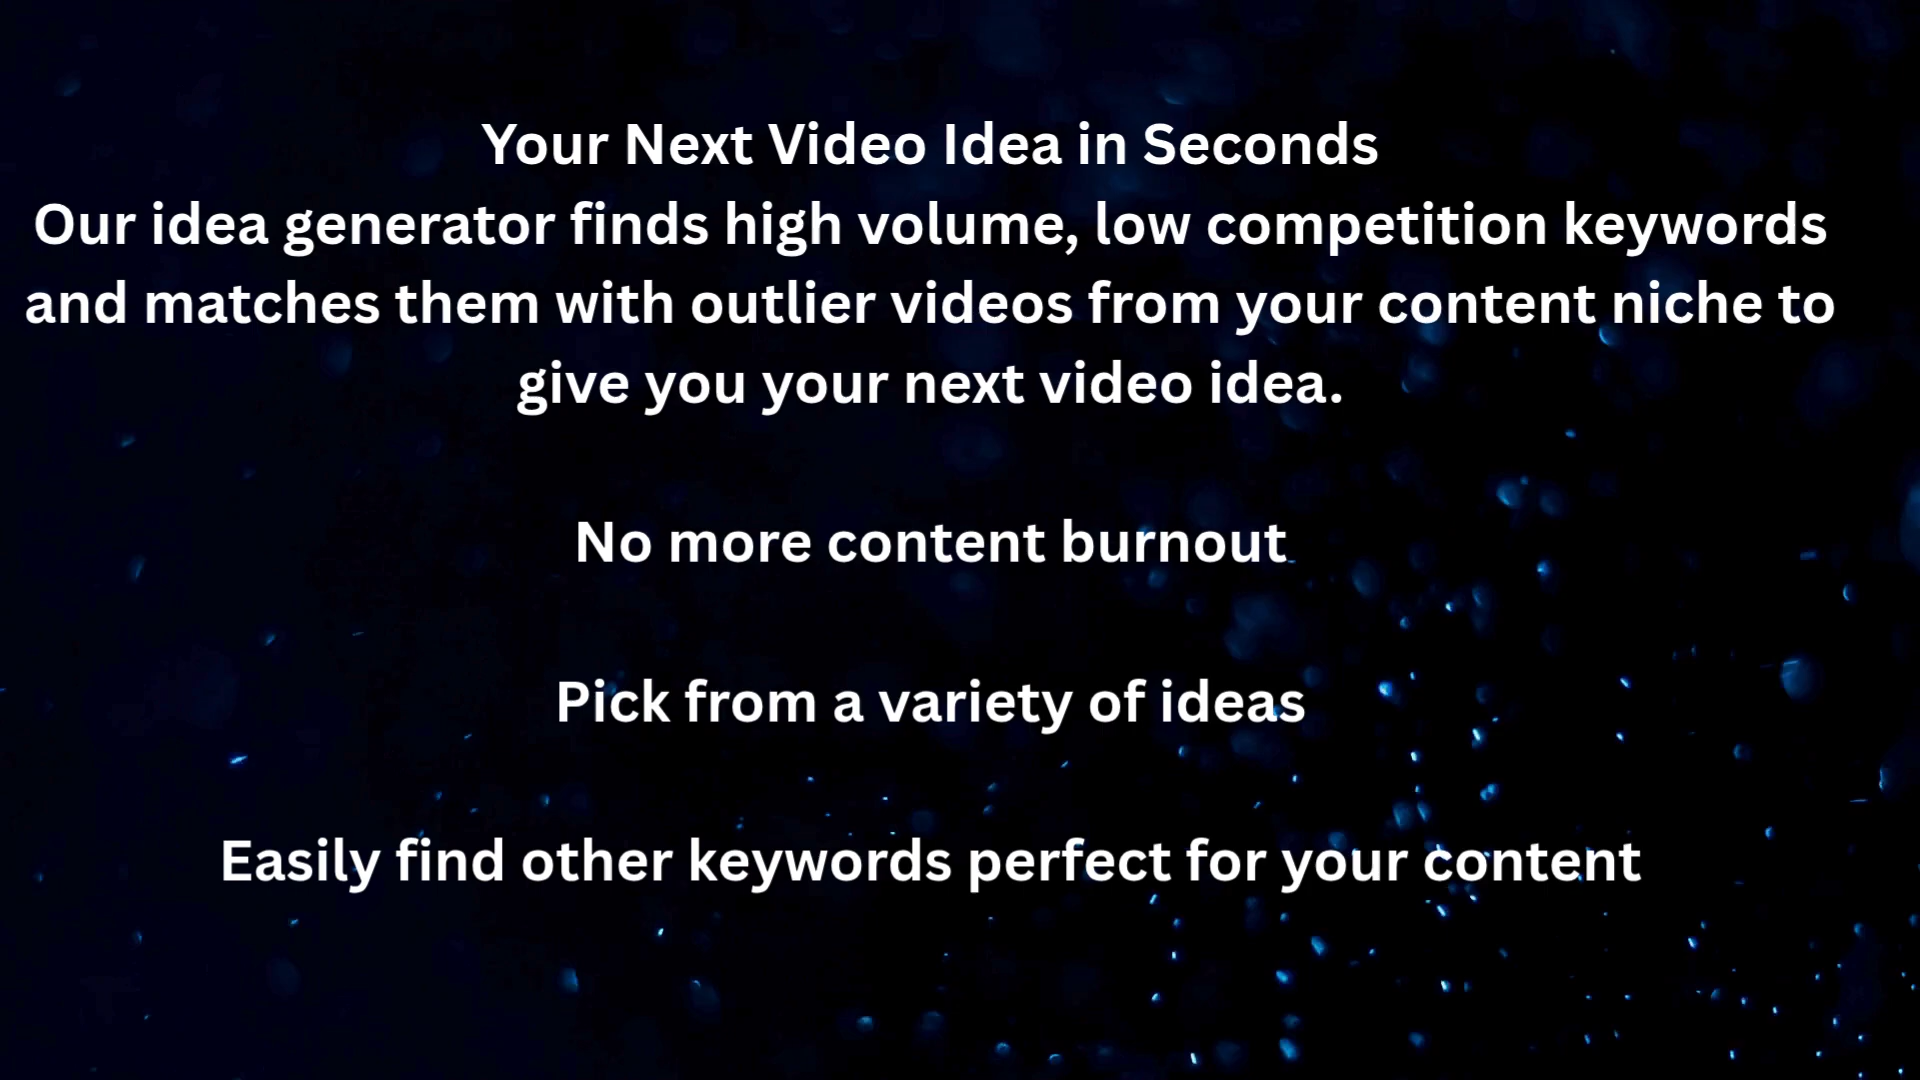 Your Next Video Idea in Seconds
Our idea generator finds high volume, low competition keywords
and matches them with outlier videos from your content niche to
give you your next video idea.
No more content burnout
Pick from a variety of ideas
Easily find other keywords perfect for your content